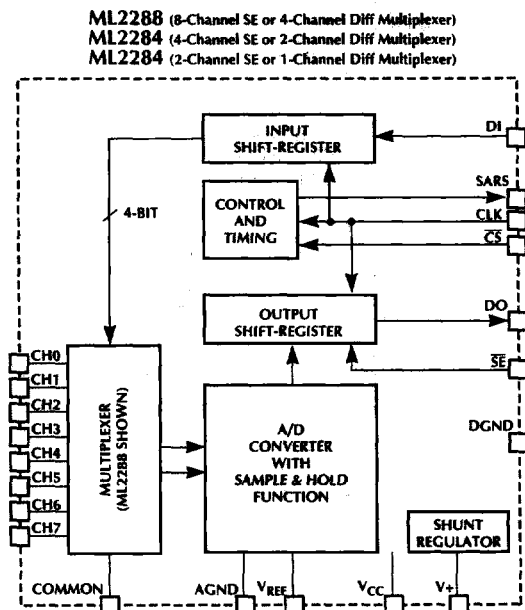 ML2288 (8-Channel SE or 4-Channel Diff Multiplexer)
ML2284 (4-Channel SE or 2-Channel Diff Multiplexer)
ML2284 (2-Channel SE or 1-Channel Diff Multiplexer)
INPUT
SHIFT-REGISTER
DI
4-BIT
CONTROL
AND
TIMING
SARS
CLK
CS
OUTPUT
SHIFT-REGISTER
DO
SE
CH0
CH1
CH2
CH3
CH4
CH5
CH6
CH7
MULTIPLEXER
(ML2288 SHOWN)
A/D
CONVERTER
WITH
SAMPLE & HOLD
FUNCTION
DGND
SHUNT
REGULATOR
COMMON
AGND
VREF
VCC
V+